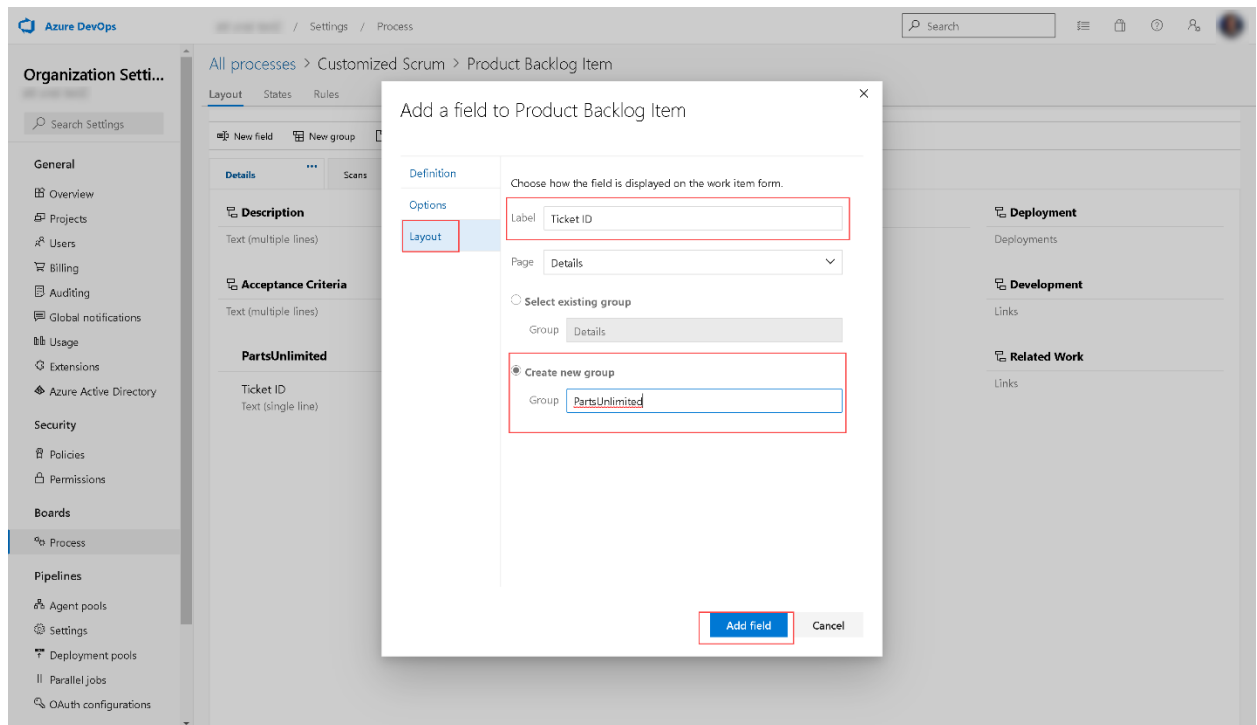 Azure DevOps
/ Settings / Process
Search
Organization Setti...
Search Settings
General
Overview
Projects
Users
Billing
Auditing
Global notifications
Usage
Extensions
Azure Active Directory
Security
Policies
Permissions
Boards
Process
Pipelines
Agent pools
Settings
Deployment pools
Parallel jobs
OAuth configurations
All processes > Customized Scrum > Product Backlog Item
Layout States Rules
New field New group
Details ... Scans
Description
Text (multiple lines)
Acceptance Criteria
Text (multiple lines)
PartsUnlimited
Ticket ID
Text (single line)
Add a field to Product Backlog Item
Definition
Options
Layout
Choose how the field is displayed on the work item form.
Label Ticket ID
Page Details
Select existing group
Group Details
Create new group
Group PartsUnlimited
Add field Cancel
Deployment
Deployments
Development
Links
Related Work
Links